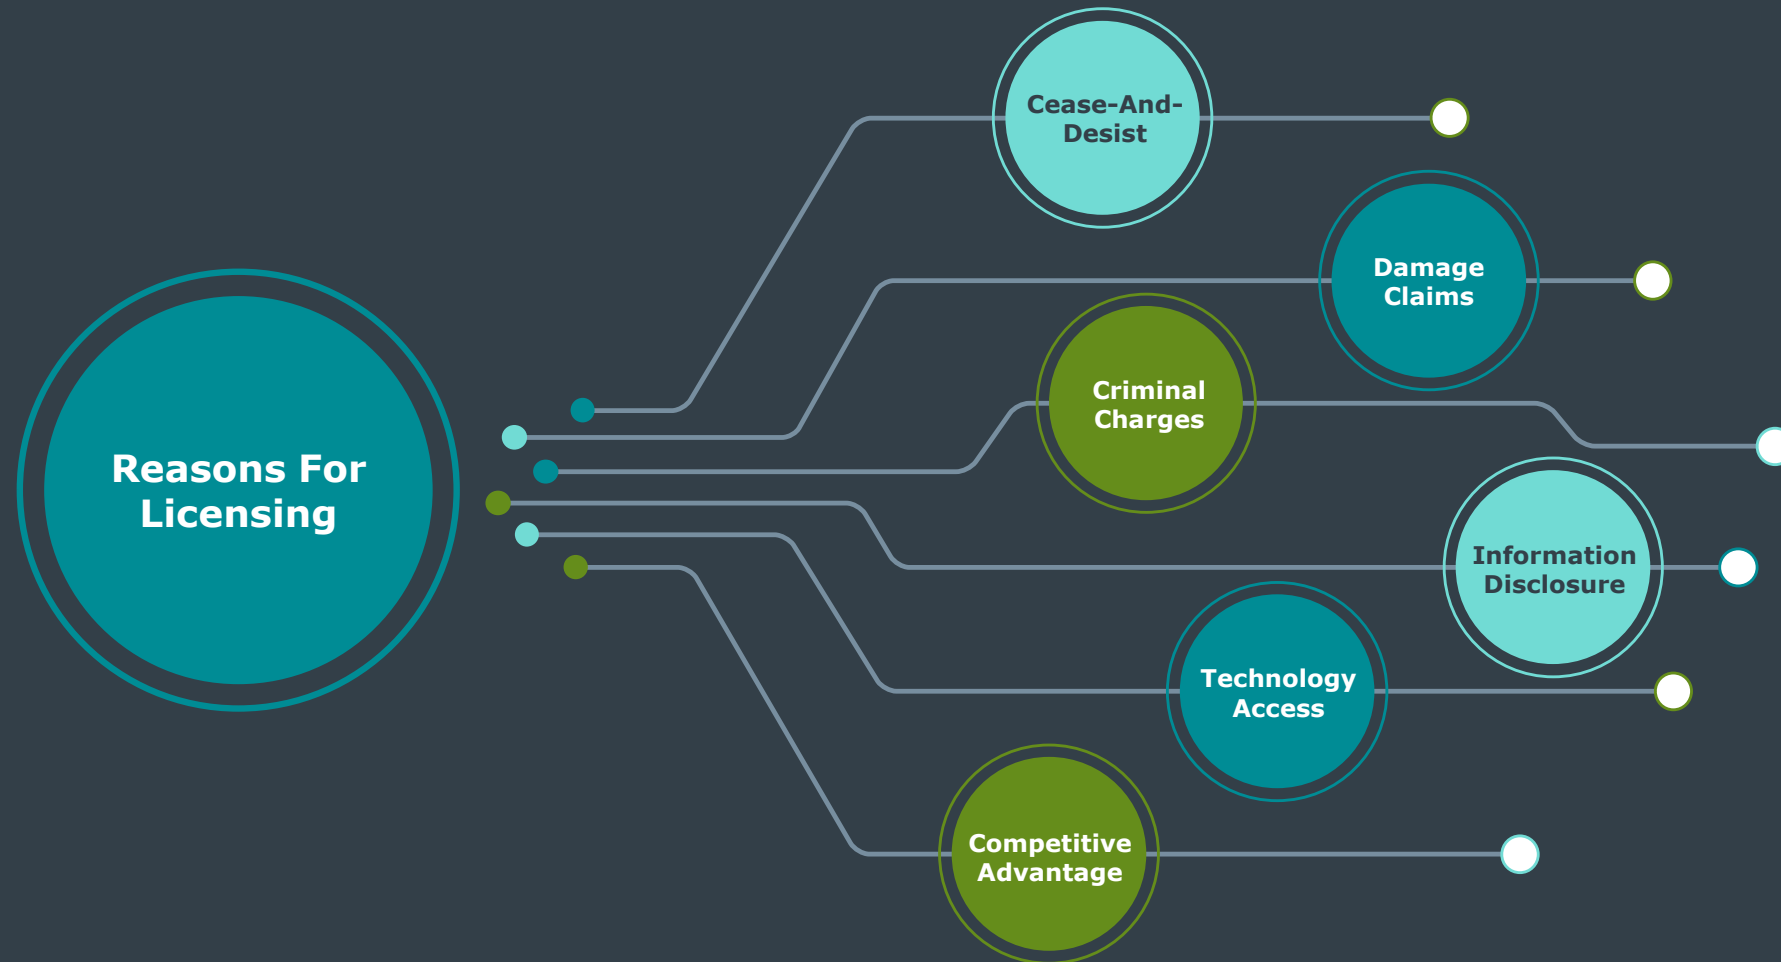 Reasons For
Licensing
Cease-And-
Desist
Damage
Claims
Criminal
Charges
Information
Disclosure
Technology
Access
Competitive
Advantage